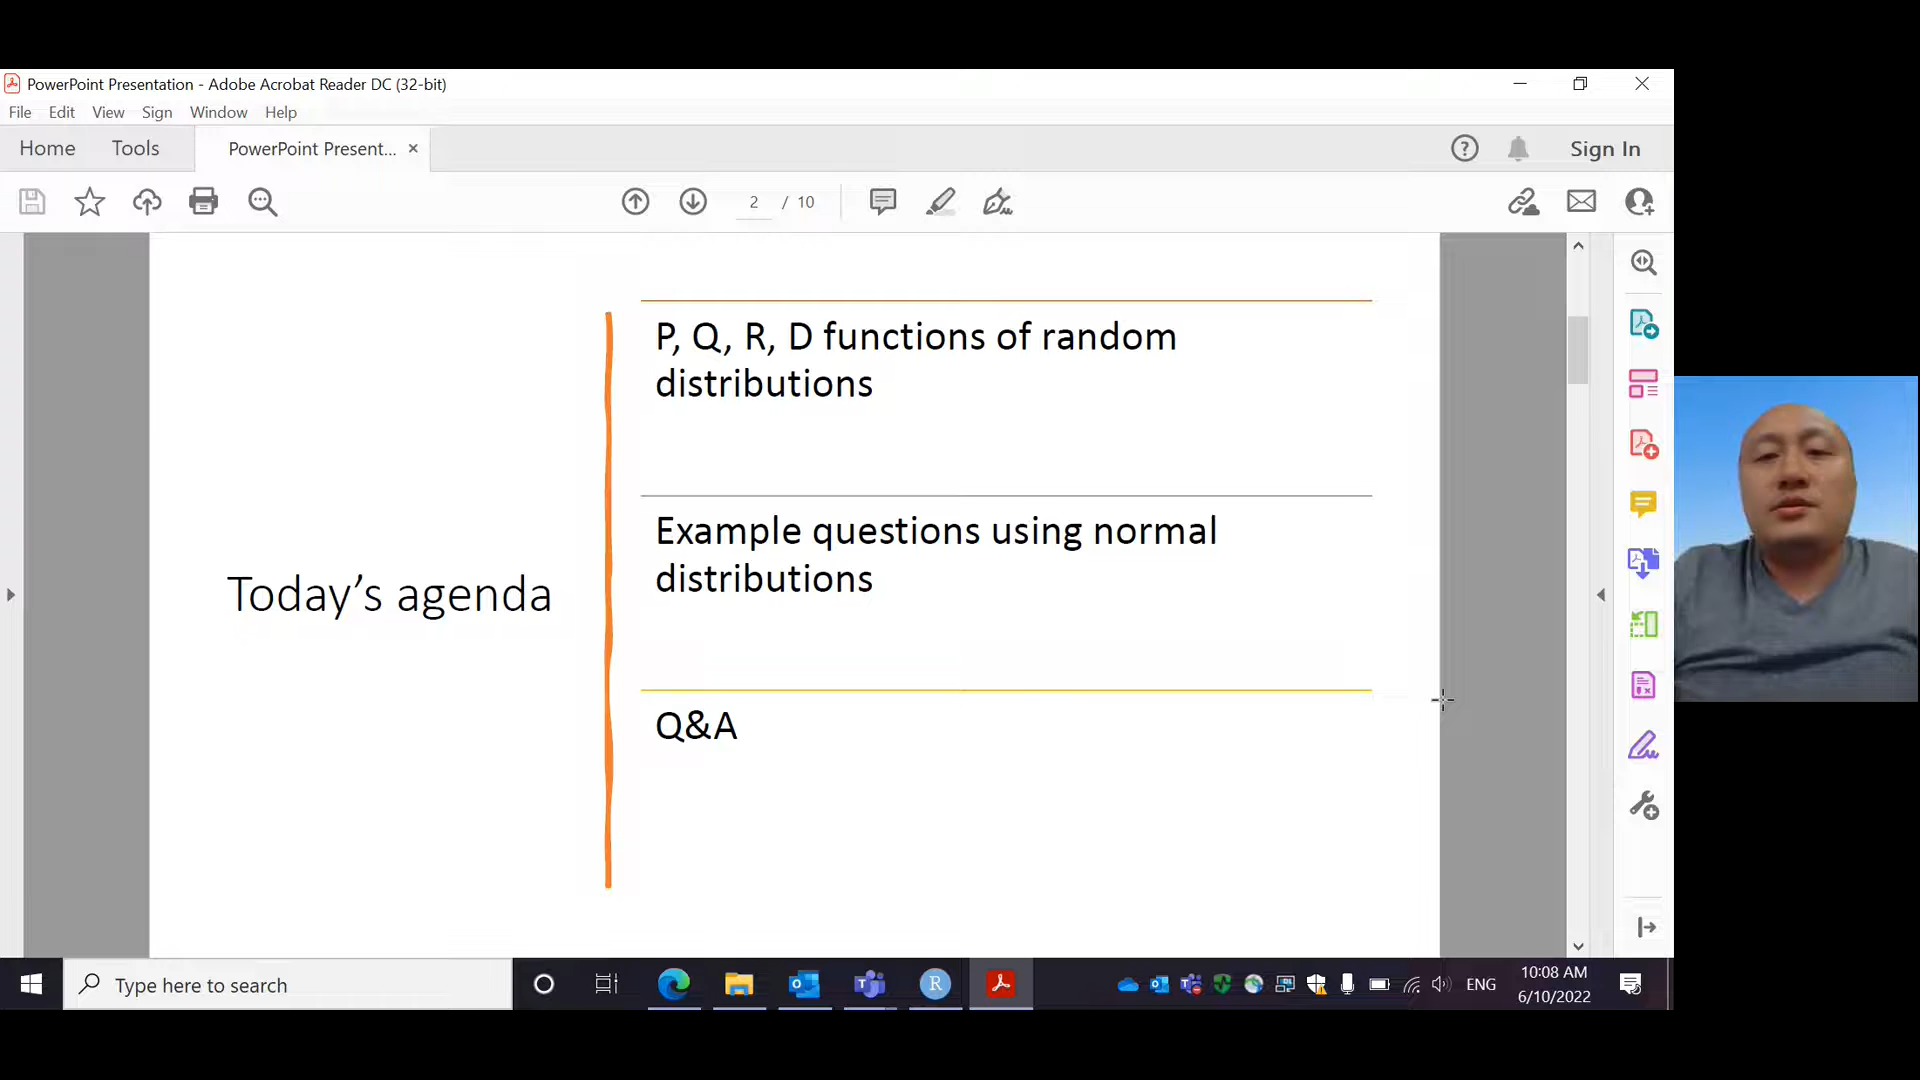 PowerPoint Presentation - Adobe Acrobat Reader DC (32-bit)
File Edit View Sign Window Help
Home Tools PowerPoint Present... × Sign In
2 / 10
P, Q, R, D functions of random
distributions
Example questions using normal
distributions
Today’s agenda
Q&A
Type here to search
R
ENG
10:08 AM
6/10/2022